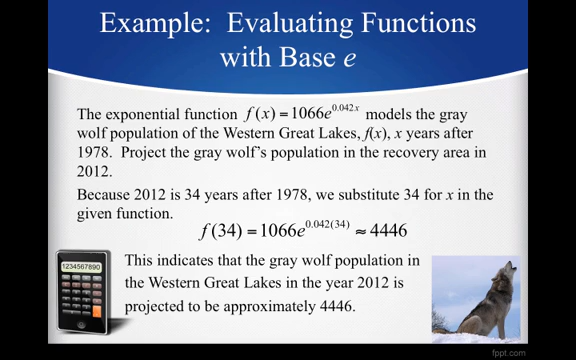 Example: Evaluating Functions
with Base e
The exponential function f(x) = 1066e^{0.042x} models the gray
wolf population of the Western Great Lakes, f(x), x years after
1978. Project the gray wolf's population in the recovery area in
2012.
Because 2012 is 34 years after 1978, we substitute 34 for x in the
given function.
f(34) = 1066e^{0.042(34)} ≈ 4446
This indicates that the gray wolf population in
the Western Great Lakes in the year 2012 is
projected to be approximately 4446.
1234567890
fppt.com